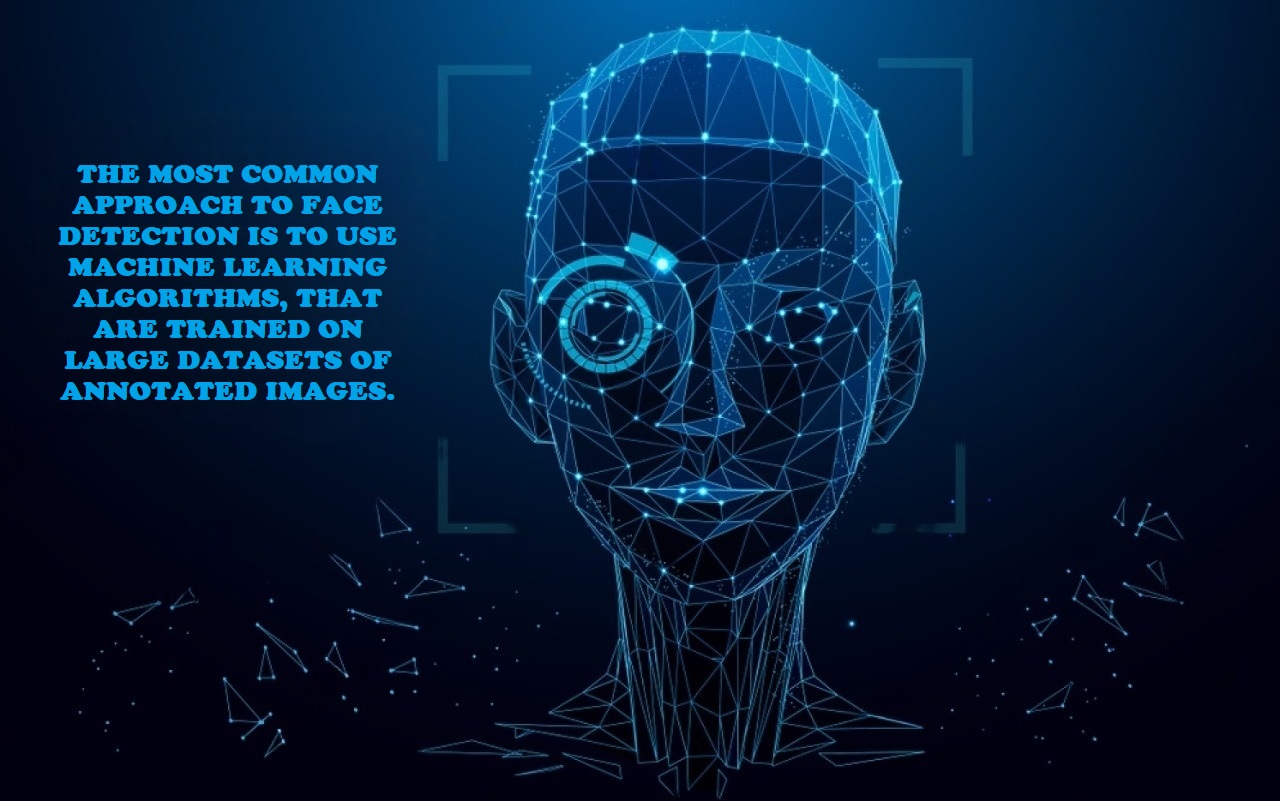 THE MOST COMMON
APPROACH TO FACE
DETECTION IS TO USE
MACHINE LEARNING
ALGORITHMS, THAT
ARE TRAINED ON
LARGE DATASETS OF
ANNOTATED IMAGES.